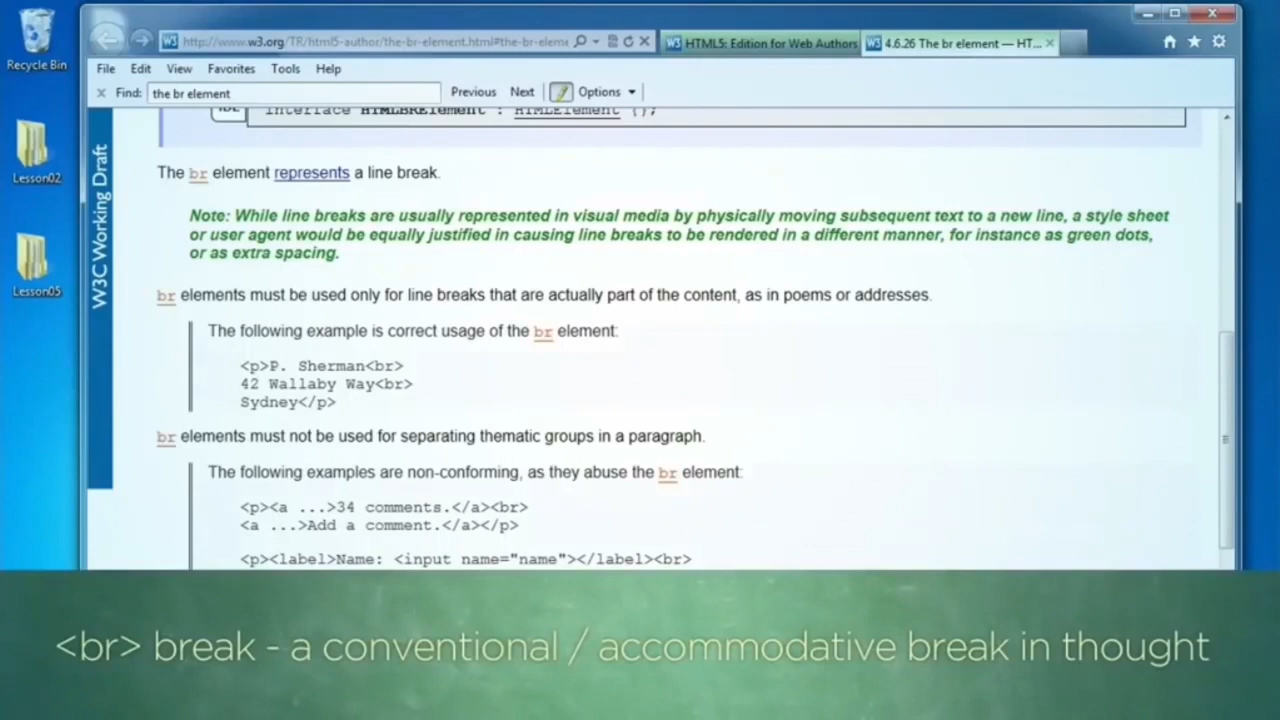 Recycle Bin
Lesson02
Lesson05
http://www.w3.org/TR/html5-author/the-br-element.html#the-br-eleme
HTML5: Edition for Web Authors
4.6.26 The br element — HT...
File Edit View Favorites Tools Help
Find: the br element Previous Next Options
W3C Working Draft
interface HTMLBRElement : HTMLElement {};
The br element represents a line break.
Note: While line breaks are usually represented in visual media by physically moving subsequent text to a new line, a style sheet
or user agent would be equally justified in causing line breaks to be rendered in a different manner, for instance as green dots,
or as extra spacing.
br elements must be used only for line breaks that are actually part of the content, as in poems or addresses.
The following example is correct usage of the br element:
<p>P. Sherman<br>
42 Wallaby Way<br>
Sydney</p>
br elements must not be used for separating thematic groups in a paragraph.
The following examples are non-conforming, as they abuse the br element:
<p><a ...>34 comments.</a><br>
<a ...>Add a comment.</a></p>
<p><label>Name: <input name="name"></label><br>
<br> break - a conventional / accommodative break in thought